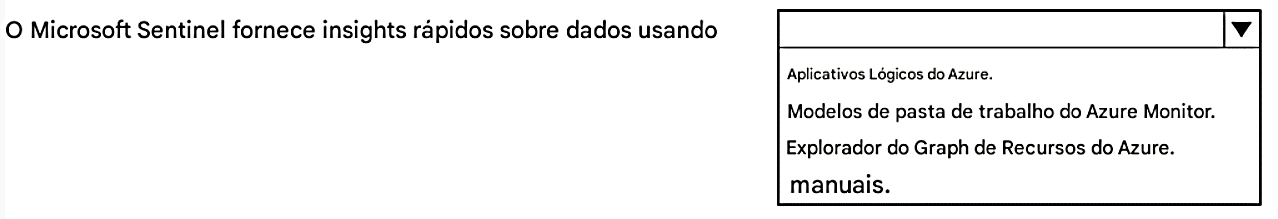 O Microsoft Sentinel fornece insights rápidos sobre dados usando
Aplicativos Lógicos do Azure.
Modelos de pasta de trabalho do Azure Monitor.
Explorador do Graph de Recursos do Azure.
manuais.